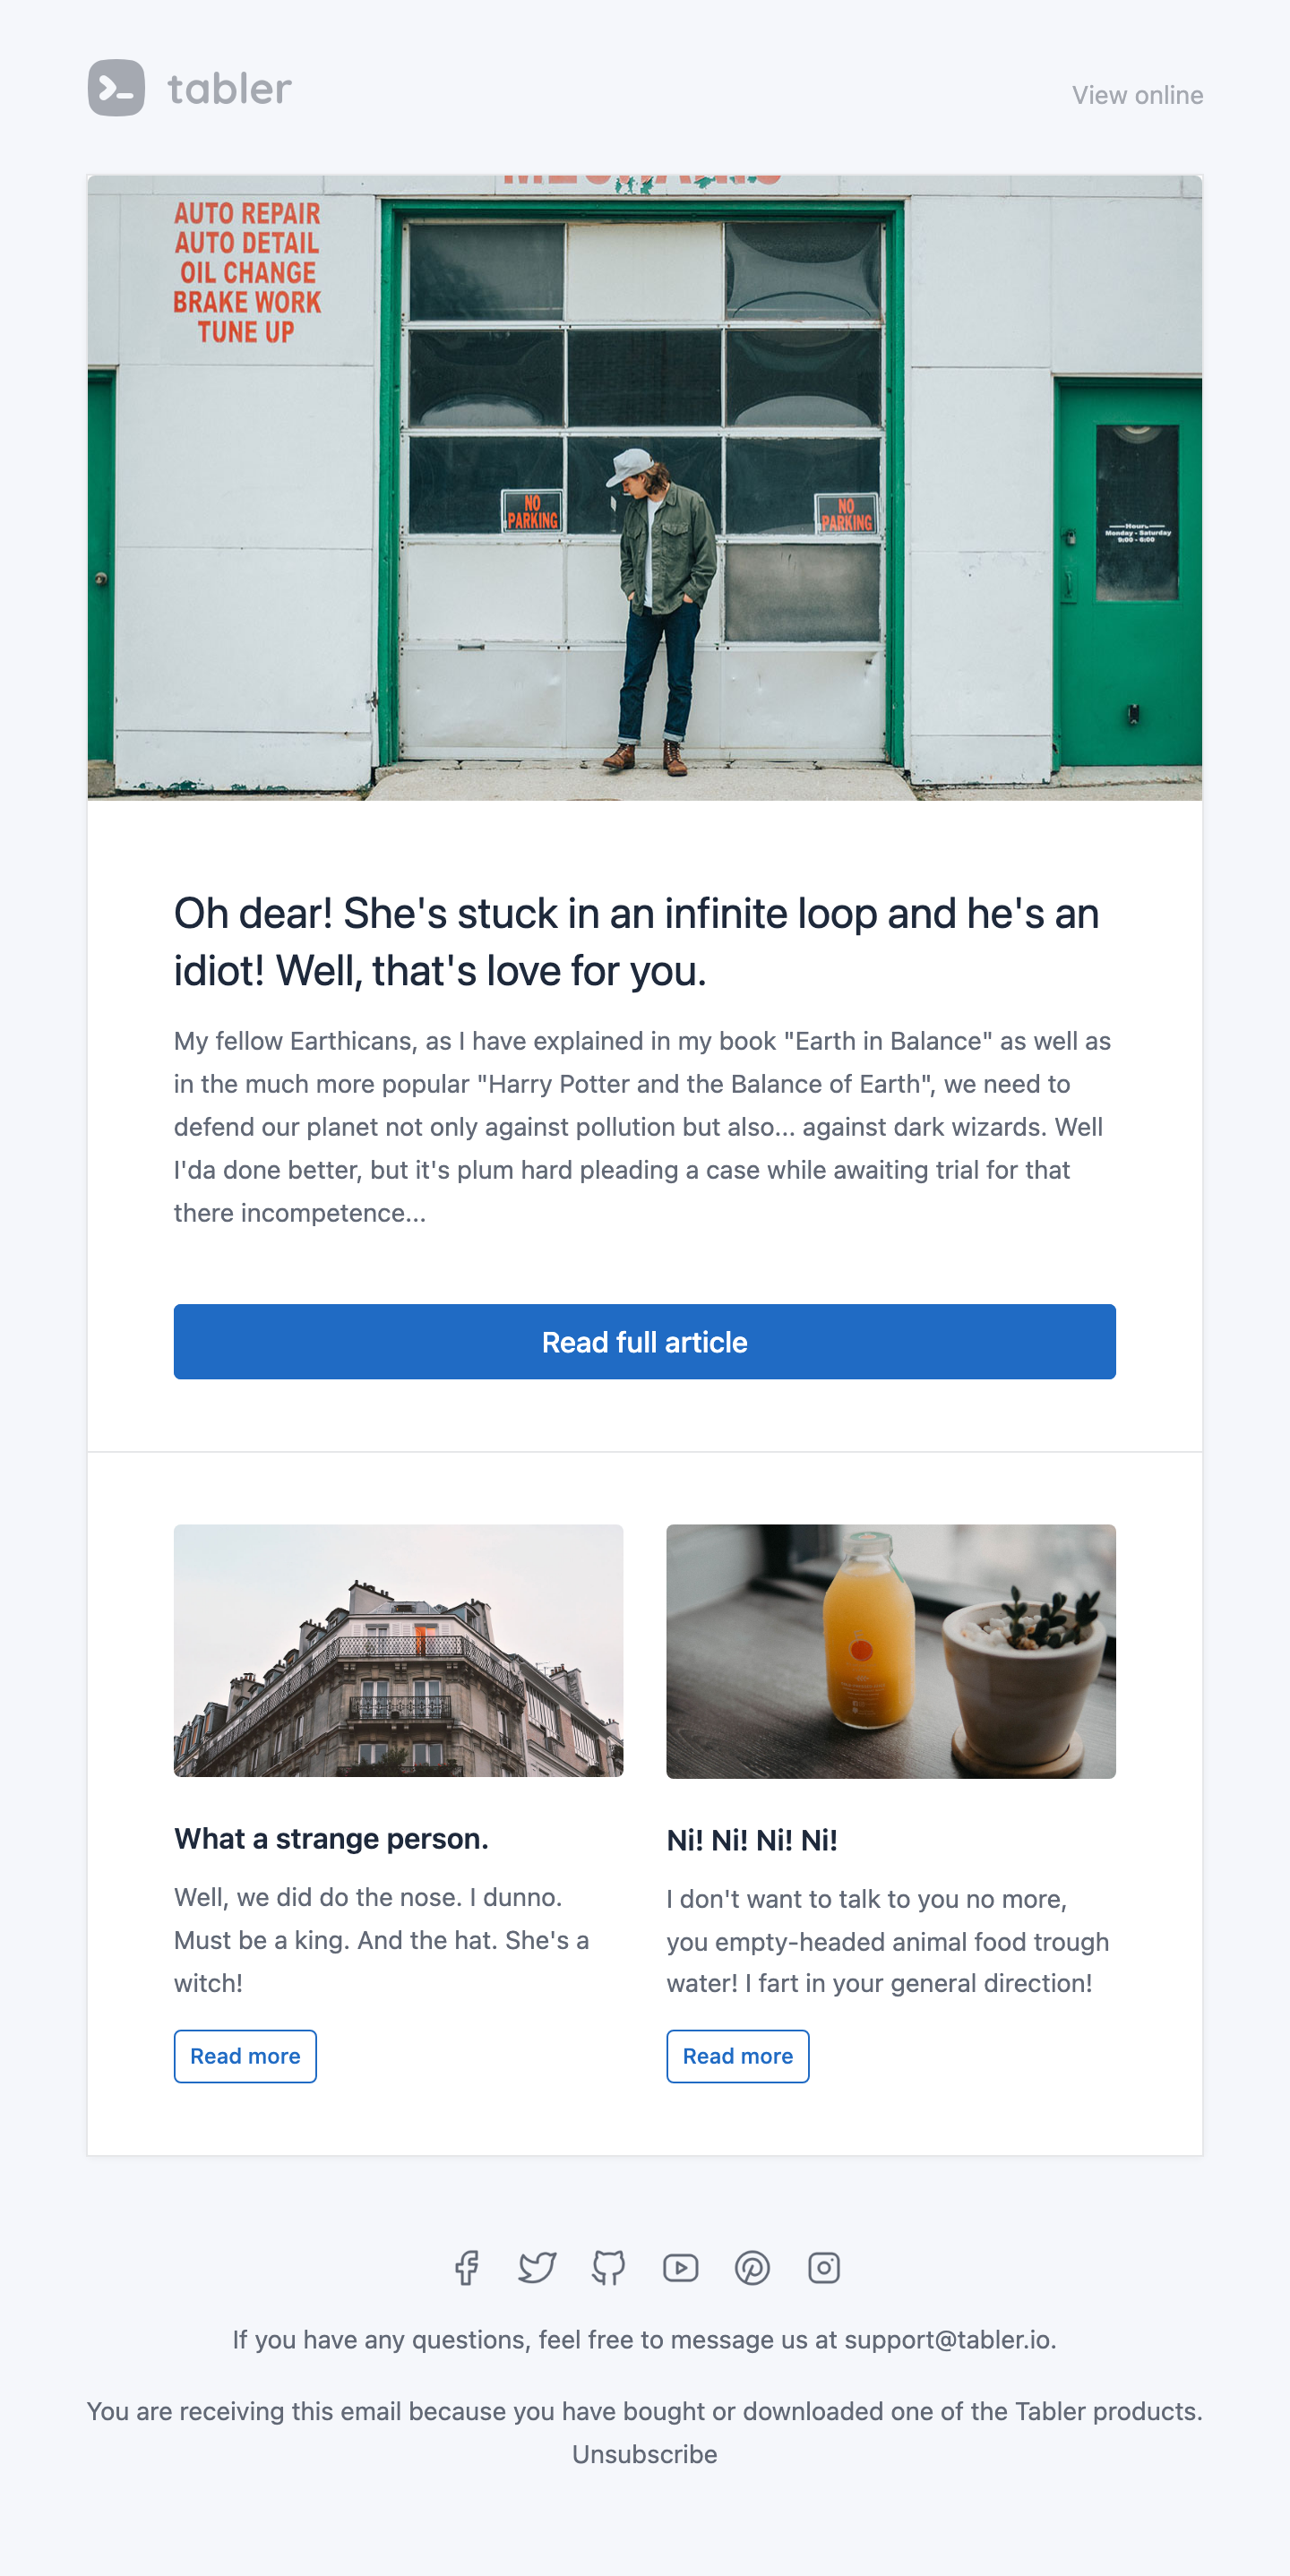 tabler
View online
AUTO REPAIR
AUTO DETAIL
OIL CHANGE
BRAKE WORK
TUNE UP
NO
PARKING
NO
PARKING
Hours
Monday - Saturday
9:00 - 6:00
Oh dear! She's stuck in an infinite loop and he's an
idiot! Well, that's love for you.
My fellow Earthicans, as I have explained in my book "Earth in Balance" as well as
in the much more popular "Harry Potter and the Balance of Earth", we need to
defend our planet not only against pollution but also... against dark wizards. Well
I'da done better, but it's plum hard pleading a case while awaiting trial for that
there incompetence...
Read full article
What a strange person.
Well, we did do the nose. I dunno.
Must be a king. And the hat. She's a
witch!
Read more
Ni! Ni! Ni! Ni!
I don't want to talk to you no more,
you empty-headed animal food trough
water! I fart in your general direction!
Read more
If you have any questions, feel free to message us at support@tabler.io.
You are receiving this email because you have bought or downloaded one of the Tabler products.
Unsubscribe